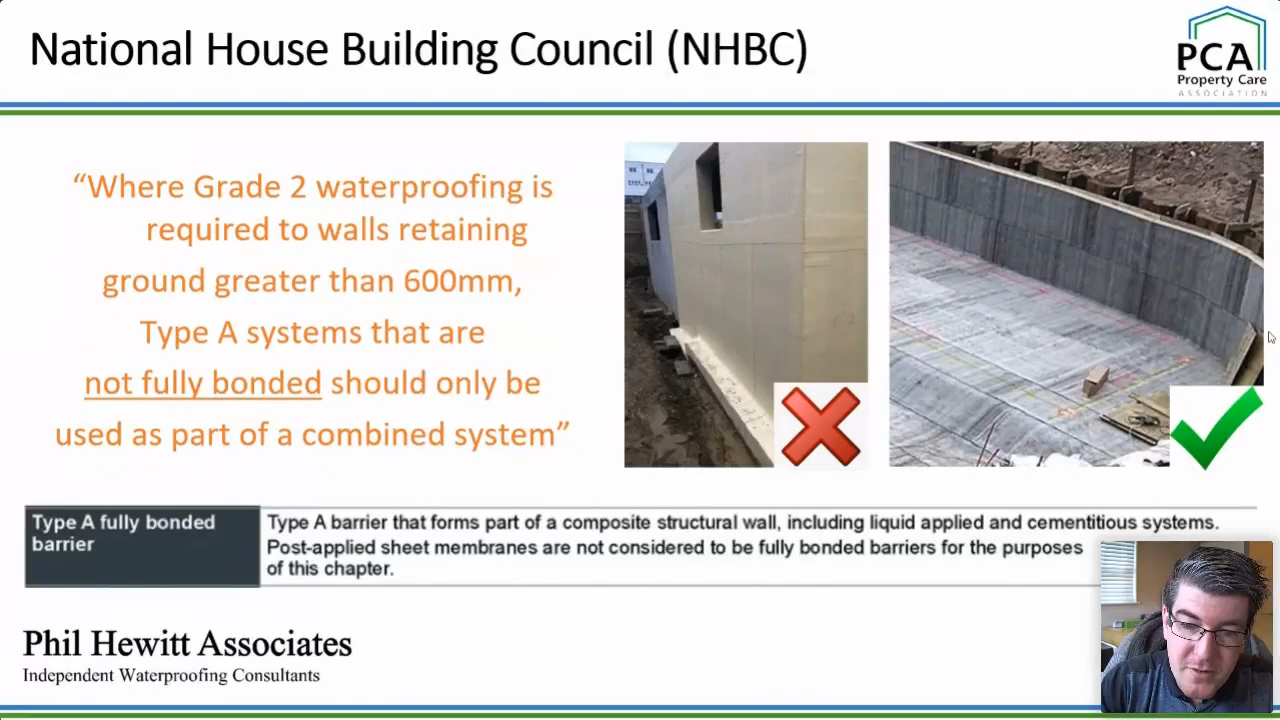 National House Building Council (NHBC)
PCA
Property Care
ASSOCIATION
“Where Grade 2 waterproofing is
required to walls retaining
ground greater than 600mm,
Type A systems that are
not fully bonded should only be
used as part of a combined system”
Type A fully bonded
barrier
Type A barrier that forms part of a composite structural wall, including liquid applied and cementitious systems.
Post-applied sheet membranes are not considered to be fully bonded barriers for the purposes
of this chapter.
Phil Hewitt Associates
Independent Waterproofing Consultants